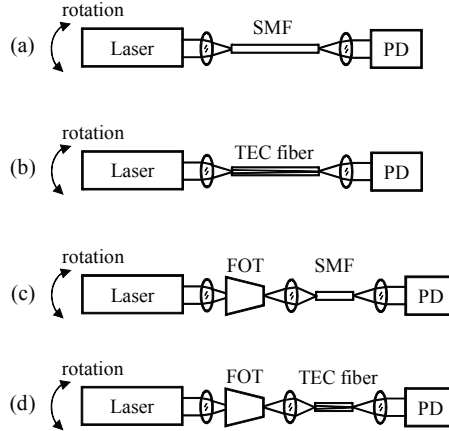 rotation
SMF
(a)
Laser
PD
rotation
TEC fiber
(b)
Laser
PD
rotation
FOT
SMF
(c)
Laser
PD
rotation
FOT
TEC fiber
(d)
Laser
PD